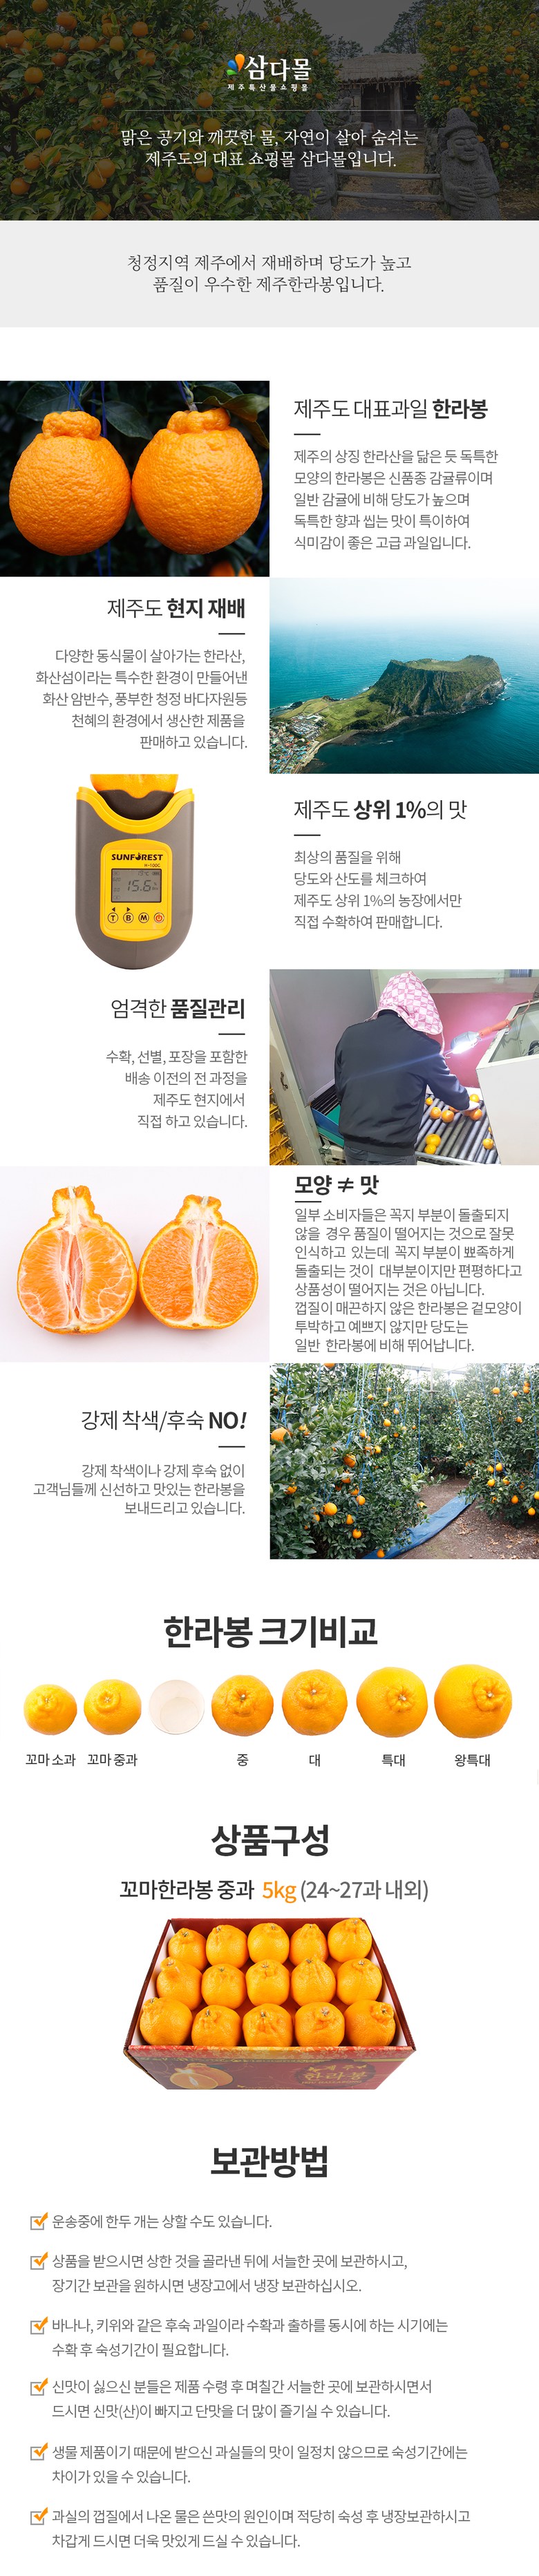 삼다몰
제주특산물쇼핑몰
맑은 공기와 깨끗한 물, 자연이 살아 숨쉬는
제주도의 대표 쇼핑몰 삼다몰입니다.
청정지역 제주에서 재배하며 당도가 높고
품질이 우수한 제주한라봉입니다.
제주도 대표과일 한라봉
제주의 상징 한라산을 닮은 듯 독특한
모양의 한라봉은 신품종 감귤류이며
일반 감귤에 비해 당도가 높으며
독특한 향과 씹는 맛이 특이하여
식미감이 좋은 고급 과일입니다.
제주도 현지 재배
다양한 동식물이 살아가는 한라산,
화산섬이라는 특수한 환경이 만들어낸
화산 암반수, 풍부한 청정 바다자원등
천혜의 환경에서 생산한 제품을
판매하고 있습니다.
SUNFOREST
H-100C
15.6%
T B M
제주도 상위 1%의 맛
최상의 품질을 위해
당도와 산도를 체크하여
제주도 상위 1%의 농장에서만
직접 수확하여 판매합니다.
엄격한 품질관리
수확, 선별, 포장을 포함한
배송 이전의 전 과정을
제주도 현지에서
직접 하고 있습니다.
모양 ≠ 맛
일부 소비자들은 꼭지 부분이 돌출되지
않을 경우 품질이 떨어지는 것으로 잘못
인식하고 있는데 꼭지 부분이 뾰족하게
돌출되는 것이 대부분이지만 편평하다고
상품성이 떨어지는 것은 아닙니다.
껍질이 매끈하지 않은 한라봉은 겉모양이
투박하고 예쁘지 않지만 당도는
일반 한라봉에 비해 뛰어납니다.
강제 착색/후숙 NO!
강제 착색이나 강제 후숙 없이
고객님들께 신선하고 맛있는 한라봉을
보내드리고 있습니다.
한라봉 크기비교
꼬마 소과 꼬마 중과 중 대 특대 왕특대
상품구성
꼬마한라봉 중과 5kg (24~27과 내외)
한라봉
보관방법
운송중에 한두 개는 상할 수도 있습니다.
상품을 받으시면 상한 것을 골라낸 뒤에 서늘한 곳에 보관하시고,
장기간 보관을 원하시면 냉장고에서 냉장 보관하십시오.
바나나, 키위와 같은 후숙 과일이라 수확과 출하를 동시에 하는 시기에는
수확 후 숙성기간이 필요합니다.
신맛이 싫으신 분들은 제품 수령 후 며칠간 서늘한 곳에 보관하시면서
드시면 신맛(산)이 빠지고 단맛을 더 많이 즐기실 수 있습니다.
생물 제품이기 때문에 받으신 과실들의 맛이 일정치 않으므로 숙성기간에는
차이가 있을 수 있습니다.
과실의 껍질에서 나온 물은 쓴맛의 원인이며 적당히 숙성 후 냉장보관하시고
차갑게 드시면 더욱 맛있게 드실 수 있습니다.